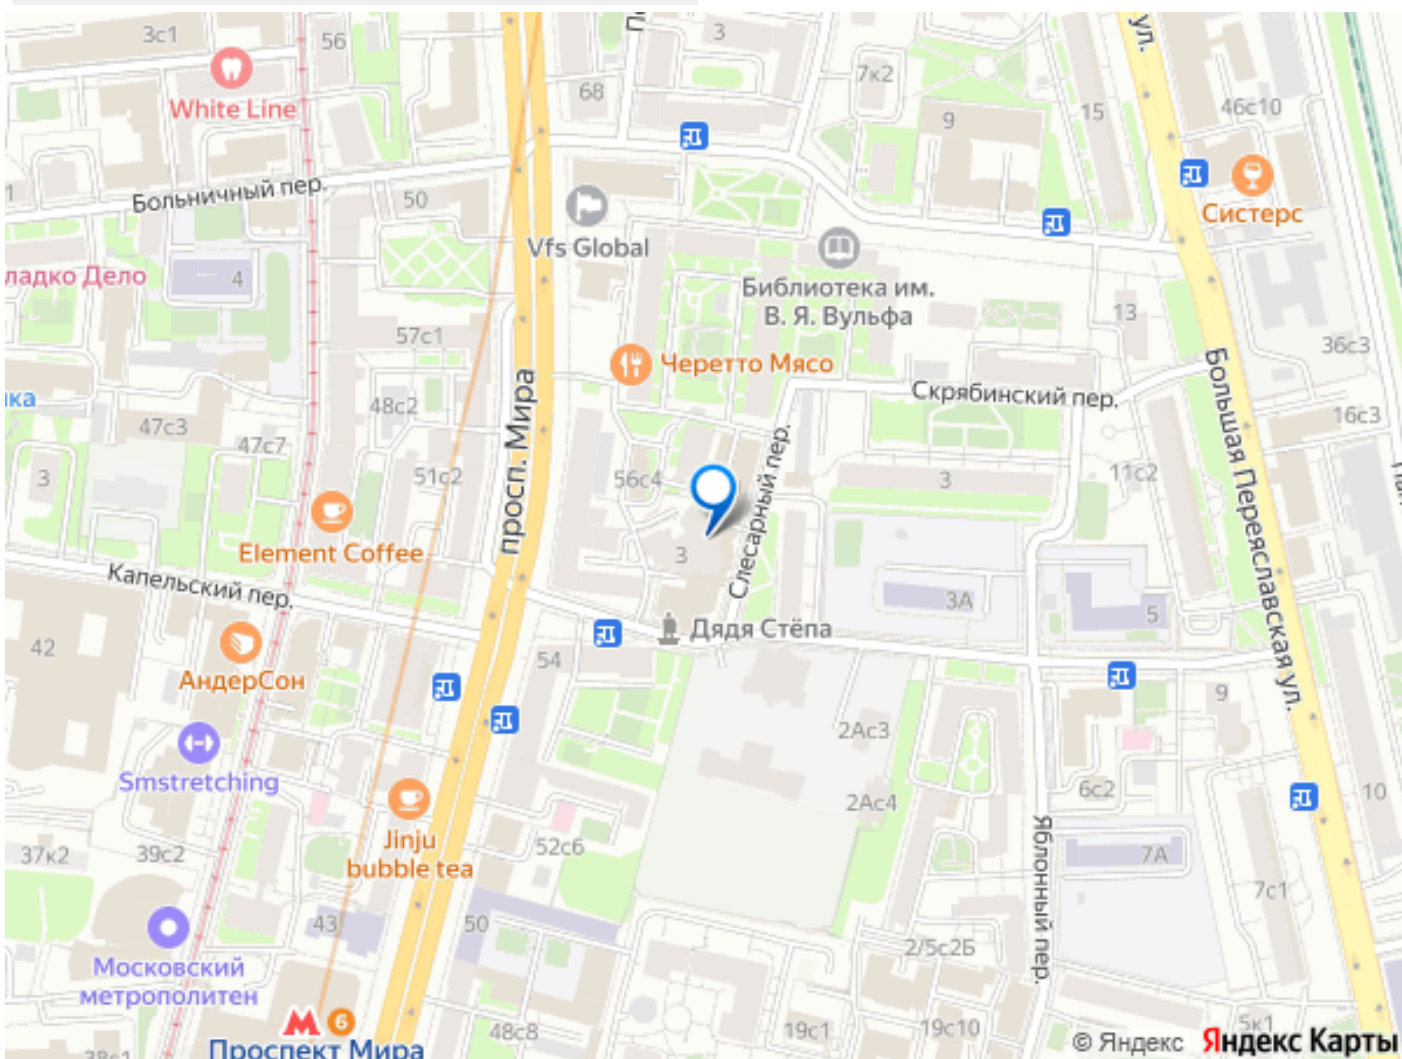 3с1
56
White Line
68
3
7к2
9
15
ул.
46с10
Систерс
Больничный пер.
50
Vfs Global
Библиотека им.
В. Я. Вульфа
ладко Дело
4
57с1
13
36с3
Черетто Мясо
Скрябинский пер.
48с2
16с3
47с3
47с7
просп. Мира
Большая Переяславская ул.
3
51с2
56с4
3
11с2
Слесарный пер.
Element Coffee
3
Капельский пер.
3А
5
42
Дядя Стёпа
АндерСон
54
9
2Ас3
Smstretching
6с2
10
2Ас4
Jinju
bubble tea
37к2
39с2
52с6
Яблонный пер.
7А
7с1
43
50
2/5с2Б
Московский
метрополитен
6
Проспект Мира
48с8
19с1
19с10
5к1
38с1
© Яндекс
Яндекс Карты